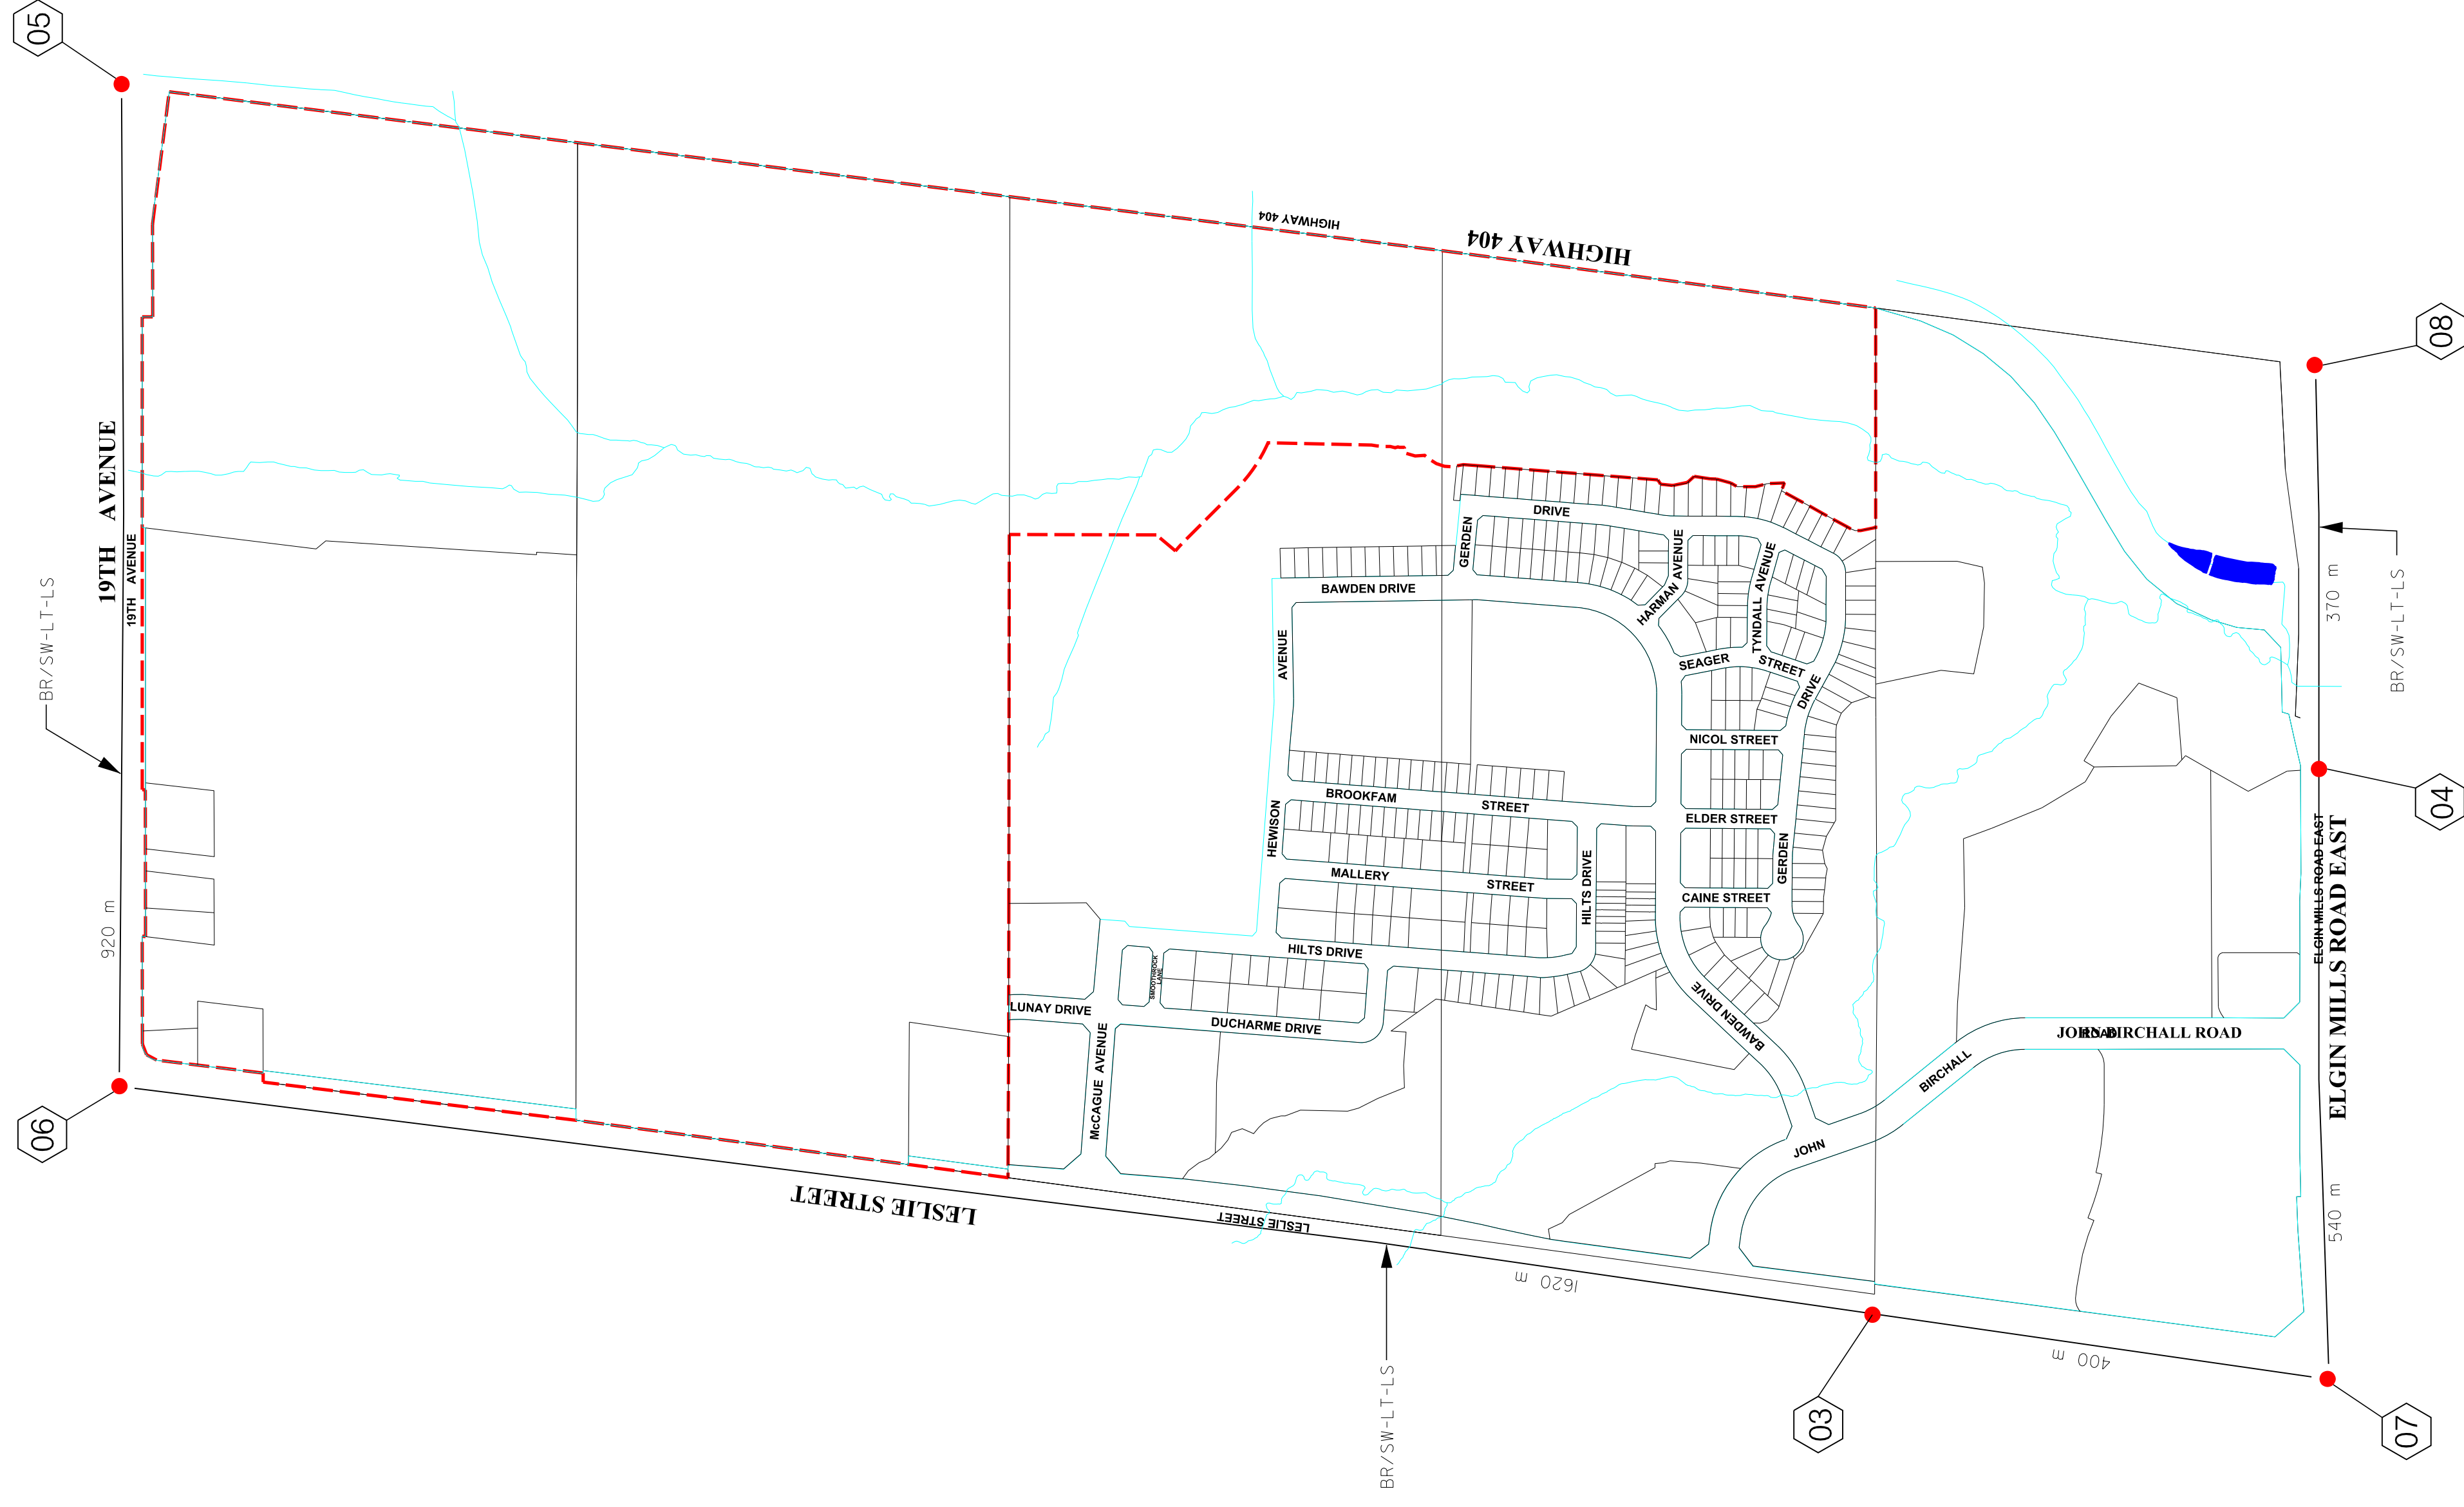 05
HIGHWAY 404
HIGHWAY 404
08
19TH AVENUE
19TH AVENUE
BR/SW-LT-LS
920 m
06
GERDEN
DRIVE
BAWDEN DRIVE
HARMAN AVENUE
TYNDALL AVENUE
SEAGER STREET
DRIVE
NICOL STREET
ELDER STREET
GERDEN
CAINE STREET
HEWISON
AVENUE
BROOKFAM STREET
MALLERY STREET
HILTS DRIVE
HILTS DRIVE
SMOOTHROCK
LANE
LUNAY DRIVE
DUCHARME DRIVE
McCAGUE AVENUE
BAWDEN DRIVE
JOHN
BIRCHALL
ROAD
JOHN BIRCHALL ROAD
370 m
BR/SW-LT-LS
04
ELGIN MILLS ROAD EAST
ELGIN MILLS ROAD EAST
540 m
LESLIE STREET
LESLIE STREET
1620 m
400 m
BR/SW-LT-LS
03
07